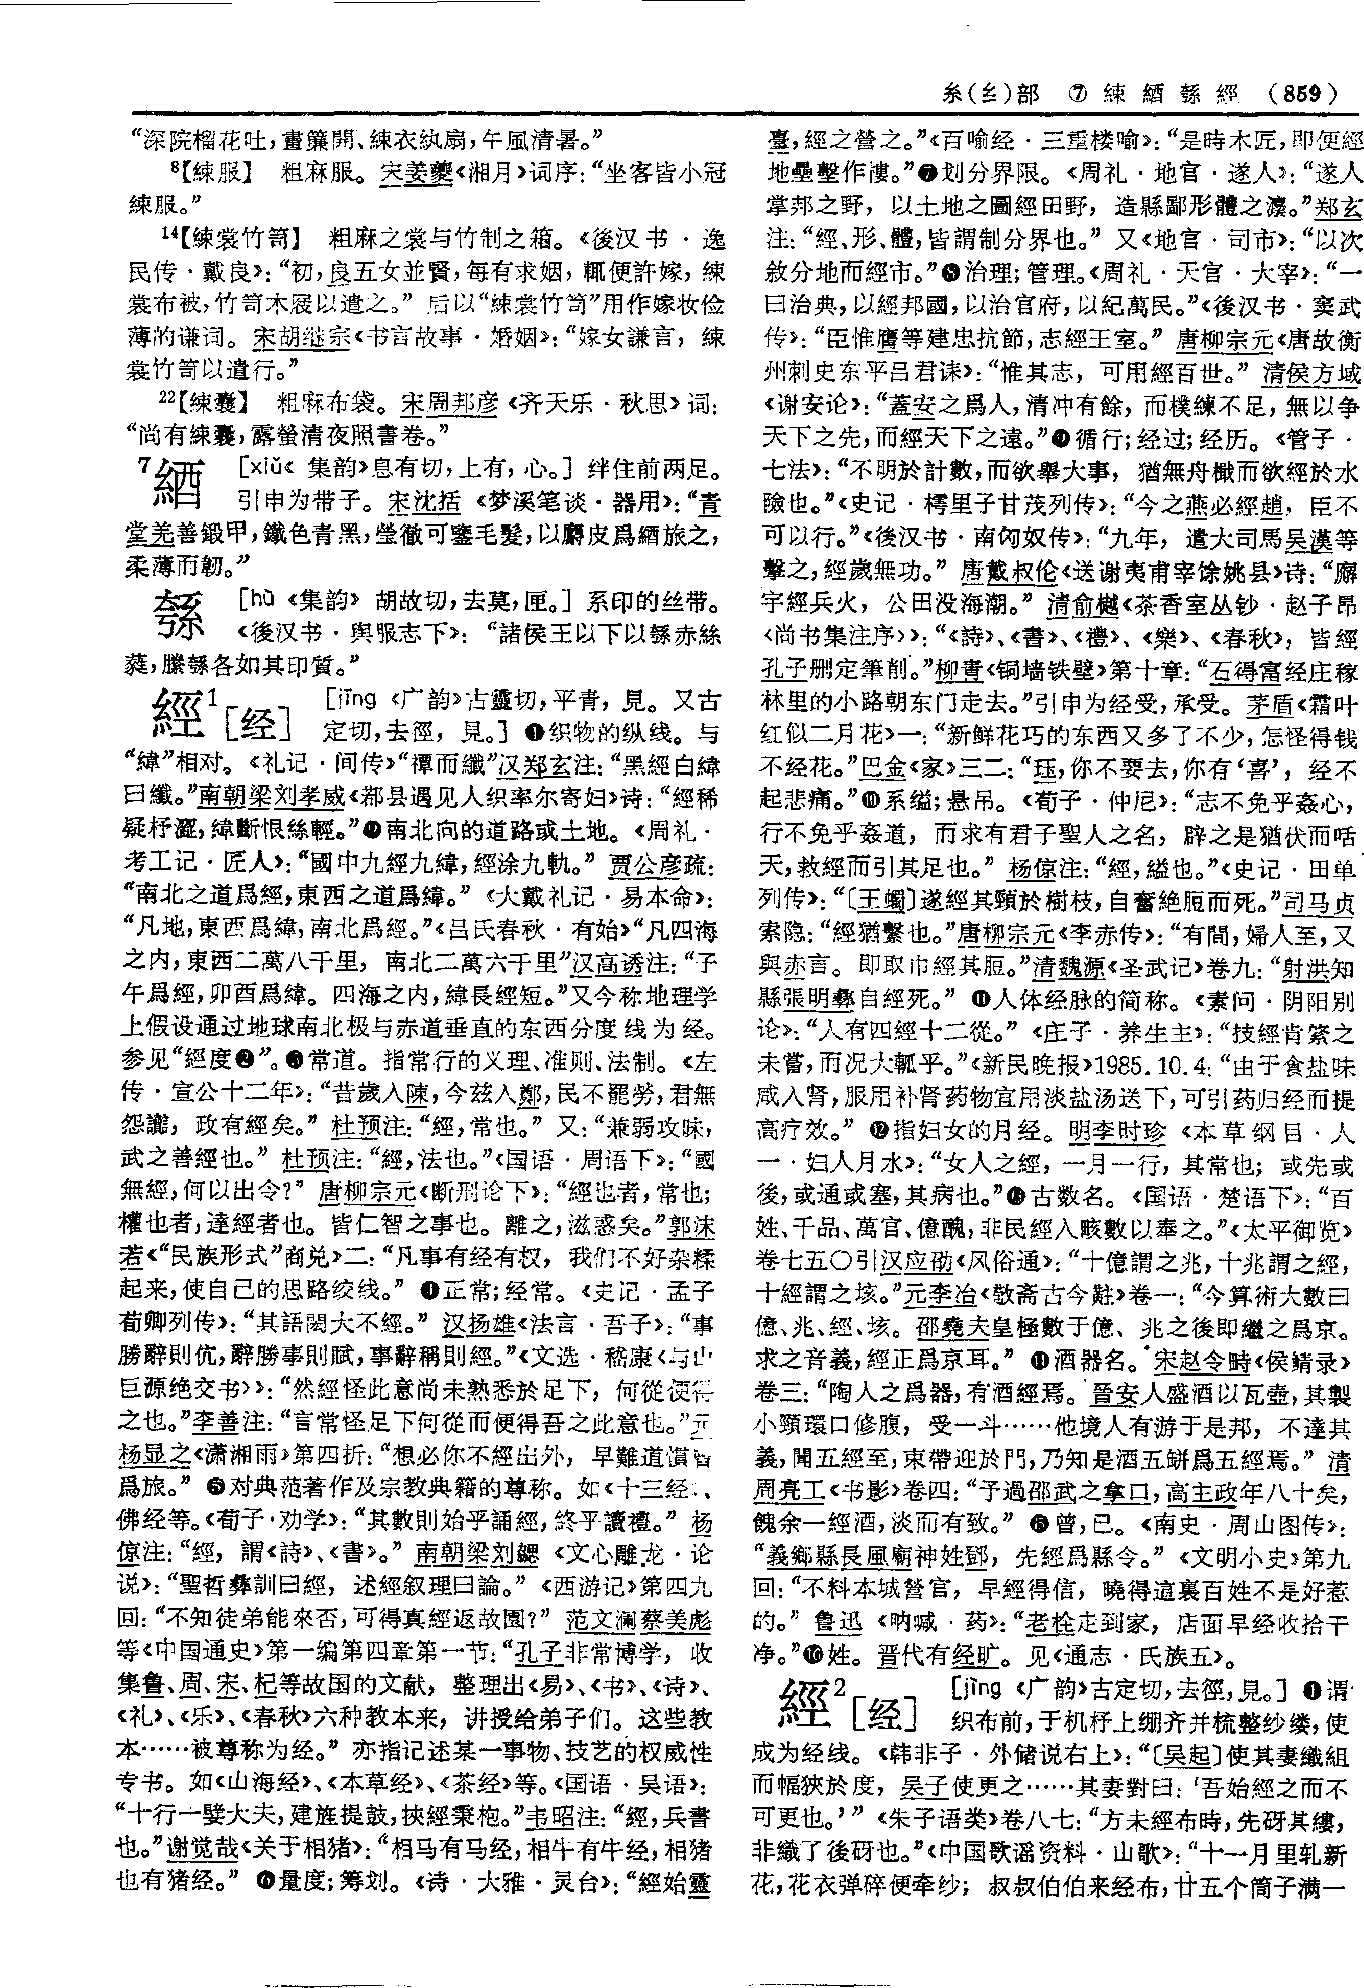 糸(纟)部 ⑦ 綀 綇 綔 經 (859)
“深院榴花吐，畫簾開、綀衣紈扇，午風清暑。”
8【綀服】 粗麻服。宋姜夔《湘月》词序：“坐客皆小冠
綀服。”
14【綀裳竹笥】 粗麻之裳与竹制之箱。《後汉书·逸
民传·戴良》：“初，良五女並賢，每有求姻，輒便許嫁，綀
裳布被，竹笥木屐以遣之。” 后以“綀裳竹笥”用作嫁妆俭
薄的谦词。宋胡继宗《书言故事·婚姻》：“嫁女謙言，綀
裳竹笥以遣行。”
22【綀囊】 粗麻布袋。宋周邦彦《齐天乐·秋思》词：
“尚有綀囊，露螢清夜照書卷。”
7綇 [xiǔ《集韵》息有切，上有，心。] 绊住前两足。
引申为带子。宋沈括《梦溪笔谈·器用》：“青
堂羌善鍛甲，鐵色青黑，瑩徹可鑒毛髮，以麝皮爲綇旅之，
柔薄而韌。”
[hù《集韵》胡故切，去莫，匣。] 系印的丝带。
《後汉书·舆服志下》：“諸侯王以下以綔赤絲
蕤，縢綔各如其印質。”
經1[经] [jīng《广韵》古靈切，平青，見。又古
定切，去徑，見。] ❶织物的纵线。与
“緯”相对。《礼记·间传》“禫而纖”汉郑玄注：“黑經白緯
曰纖。”南朝梁刘孝威《鄀县遇见人织率尔寄妇》诗：“經稀
疑杼澀，緯斷恨絲輕。”❷南北向的道路或土地。《周礼·
考工记·匠人》：“國中九經九緯，經涂九軌。” 贾公彦疏：
“南北之道爲經，東西之道爲緯。”《大戴礼记·易本命》：
“凡地，東西爲緯，南北爲經。”《吕氏春秋·有始》“凡四海
之内，東西二萬八千里，南北二萬六千里”汉高诱注：“子
午爲經，卯酉爲緯。四海之内，緯長經短。”又今称地理学
上假设通过地球南北极与赤道垂直的东西分度线为经。
参见“經度❷”。❸常道。指常行的义理、准则、法制。《左
传·宣公十二年》：“昔歲入陳，今兹入鄭，民不罷勞，君無
怨讟，政有經矣。”杜预注：“經，常也。” 又：“兼弱攻昧，
武之善經也。”杜预注：“經，法也。”《国语·周语下》：“國
無經，何以出令？”唐柳宗元《断刑论下》：“經也者，常也；
權也者，達經者也。皆仁智之事也。離之，滋惑矣。”郭沫
若《“民族形式”商兑》二：“凡事有经有权，我们不好杂糅
起来，使自己的思路绞线。” ❹正常；经常。《史记·孟子
荀卿列传》：“其語閎大不經。” 汉扬雄《法言·吾子》：“事
勝辭則伉，辭勝事則賦，事辭稱則經。”《文选·嵇康〈与山
巨源绝交书〉》：“然經怪此意尚未熟悉於足下，何從便得
之也。”李善注：“言常怪足下何從而便得吾之此意也。”元
杨显之《潇湘雨》第四折：“想必你不經出外，早難道慣曾
爲旅。” ❺对典范著作及宗教典籍的尊称。如《十三经》、
佛经等。《荀子·劝学》：“其數則始乎誦經，終乎讀禮。” 杨
倞注：“經，謂《詩》、《書》。” 南朝梁刘勰《文心雕龙·论
说》：“聖哲彝訓曰經，述經叙理曰論。”《西游记》第四九
回：“不知徒弟能來否，可得真經返故園？” 范文澜蔡美彪
等《中国通史》第一编第四章第一节：“孔子非常博学，收
集鲁、周、宋、杞等故国的文献，整理出《易》、《书》、《诗》、
《礼》、《乐》、《春秋》六种教本来，讲授给弟子们。这些教
本……被尊称为经。” 亦指记述某一事物、技艺的权威性
专书。如《山海经》、《本草经》、《茶经》等。《国语·吴语》：
“十行一嬖大夫，建旌提鼓，挾經秉枹。”韦昭注：“經，兵書
也。”谢觉哉《关于相猪》：“相马有马经，相牛有牛经，相猪
也有猪经。” ❻量度；筹划。《诗·大雅·灵台》：“經始靈
臺，經之營之。”《百喻经·三重楼喻》：“是時木匠，即便經
地壘墼作樓。”❼划分界限。《周礼·地官·遂人》：“遂人
掌邦之野，以土地之圖經田野，造縣鄙形體之灋。”郑玄
注：“經、形、體，皆謂制分界也。” 又《地官·司市》：“以次
敘分地而經市。”❽治理；管理。《周礼·天官·大宰》：“一
曰治典，以經邦國，以治官府，以紀萬民。”《後汉书·窦武
传》：“臣惟膺等建忠抗節，志經王室。” 唐柳宗元《唐故衡
州刺史东平吕君诔》：“惟其志，可用經百世。” 清侯方域
《谢安论》：“蓋安之爲人，清冲有餘，而樸練不足，無以争
天下之先，而經天下之遠。”❾循行；经过；经历。《管子·
七法》：“不明於計數，而欲舉大事，猶無舟檝而欲經於水
險也。”《史记·樗里子甘茂列传》：“今之燕必經趙，臣不
可以行。”《後汉书·南匈奴传》：“九年，遣大司馬吴漢等
擊之，經歲無功。” 唐戴叔伦《送谢夷甫宰馀姚县》诗：“廨
宇經兵火，公田没海潮。” 清俞樾《茶香室丛钞·赵子昂
〈尚书集注序〉》：“《詩》、《書》、《禮》、《樂》、《春秋》，皆經
孔子删定筆削。”柳青《铜墙铁壁》第十章：“石得富经庄稼
林里的小路朝东门走去。”引申为经受，承受。茅盾《霜叶
红似二月花》一：“新鲜花巧的东西又多了不少，怎怪得钱
不经花。”巴金《家》三二：“珏，你不要去，你有‘喜’，经不
起悲痛。”❿系缢；悬吊。《荀子·仲尼》：“志不免乎姦心，
行不免乎姦道，而求有君子聖人之名，辟之是猶伏而咶
天，救經而引其足也。” 杨倞注：“經，縊也。”《史记·田单
列传》：“〔王蠋〕遂經其頸於樹枝，自奮絶脰而死。”司马贞
索隐：“經猶繫也。”唐柳宗元《李赤传》：“有間，婦人至，又
與赤言。即取巾經其脰。”清魏源《圣武记》卷九：“射洪知
縣張明彝自經死。” ⓫人体经脉的简称。《素问·阴阳别
论》：“人有四經十二從。” 《庄子·养生主》：“技經肯綮之
未嘗，而况大軱乎。”《新民晚报》1985.10.4：“由于食盐味
咸入肾，服用补肾药物宜用淡盐汤送下，可引药归经而提
高疗效。” ⓬指妇女的月经。明李时珍《本草纲目·人
一·妇人月水》：“女人之經，一月一行，其常也；或先或
後，或通或塞，其病也。”⓭古数名。《国语·楚语下》：“百
姓、千品、萬官、億醜，非民經入畡數以奉之。”《太平御览》
卷七五〇引汉应劭《风俗通》：“十億謂之兆，十兆謂之經，
十經謂之垓。”元李冶《敬斋古今黈》卷一：“今算術大數曰
億、兆、經、垓。邵堯夫皇極數于億、兆之後即繼之爲京。
求之音義，經正爲京耳。” ⓮酒器名。宋赵令畤《侯鲭录》
卷三：“陶人之爲器，有酒經焉。晉安人盛酒以瓦壺，其製
小頸環口修腹，受一斗……他境人有游于是邦，不達其
義，聞五經至，束帶迎於門，乃知是酒五缾爲五經焉。” 清
周亮工《书影》卷四：“予過邵武之拿口，高主政年八十矣，
餽余一經酒，淡而有致。” ⓯曾，已。《南史·周山图传》：
“義鄉縣長風廟神姓鄧，先經爲縣令。” 《文明小史》第九
回：“不料本城營官，早經得信，曉得這裏百姓不是好惹
的。” 鲁迅《呐喊·药》：“老栓走到家，店面早经收拾干
净。”⓰姓。晋代有经旷。见《通志·氏族五》。
經2[经] [jīng《广韵》古定切，去徑，見。] ❶谓
织布前，于机杼上绷齐并梳整纱缕，使
成为经线。《韩非子·外储说右上》：“〔吴起〕使其妻織組
而幅狹於度，吴子使更之……其妻對曰：‘吾始經之而不
可更也。’” 《朱子语类》卷八七：“方未經布時，先砑其縷，
非織了後砑也。”《中国歌谣资料·山歌》：“十一月里轧新
花，花衣弹碎便牵纱；叔叔伯伯来经布，廿五个筒子满一